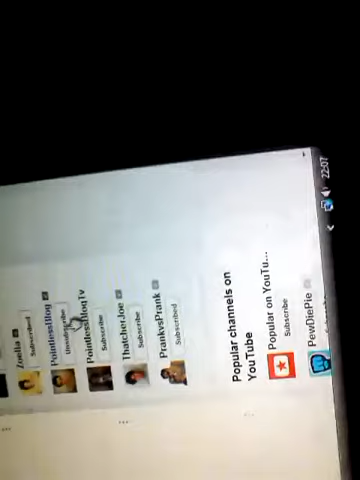 Zoella
Subscribed
PointlessBlog
Unsubscribe
PointlessBlogTv
Subscribe
ThatcherJoe
Subscribe
PrankvsPrank
Subscribed
Popular channels on
YouTube
Popular on YouTu...
Subscribe
PewDiePie
22:07